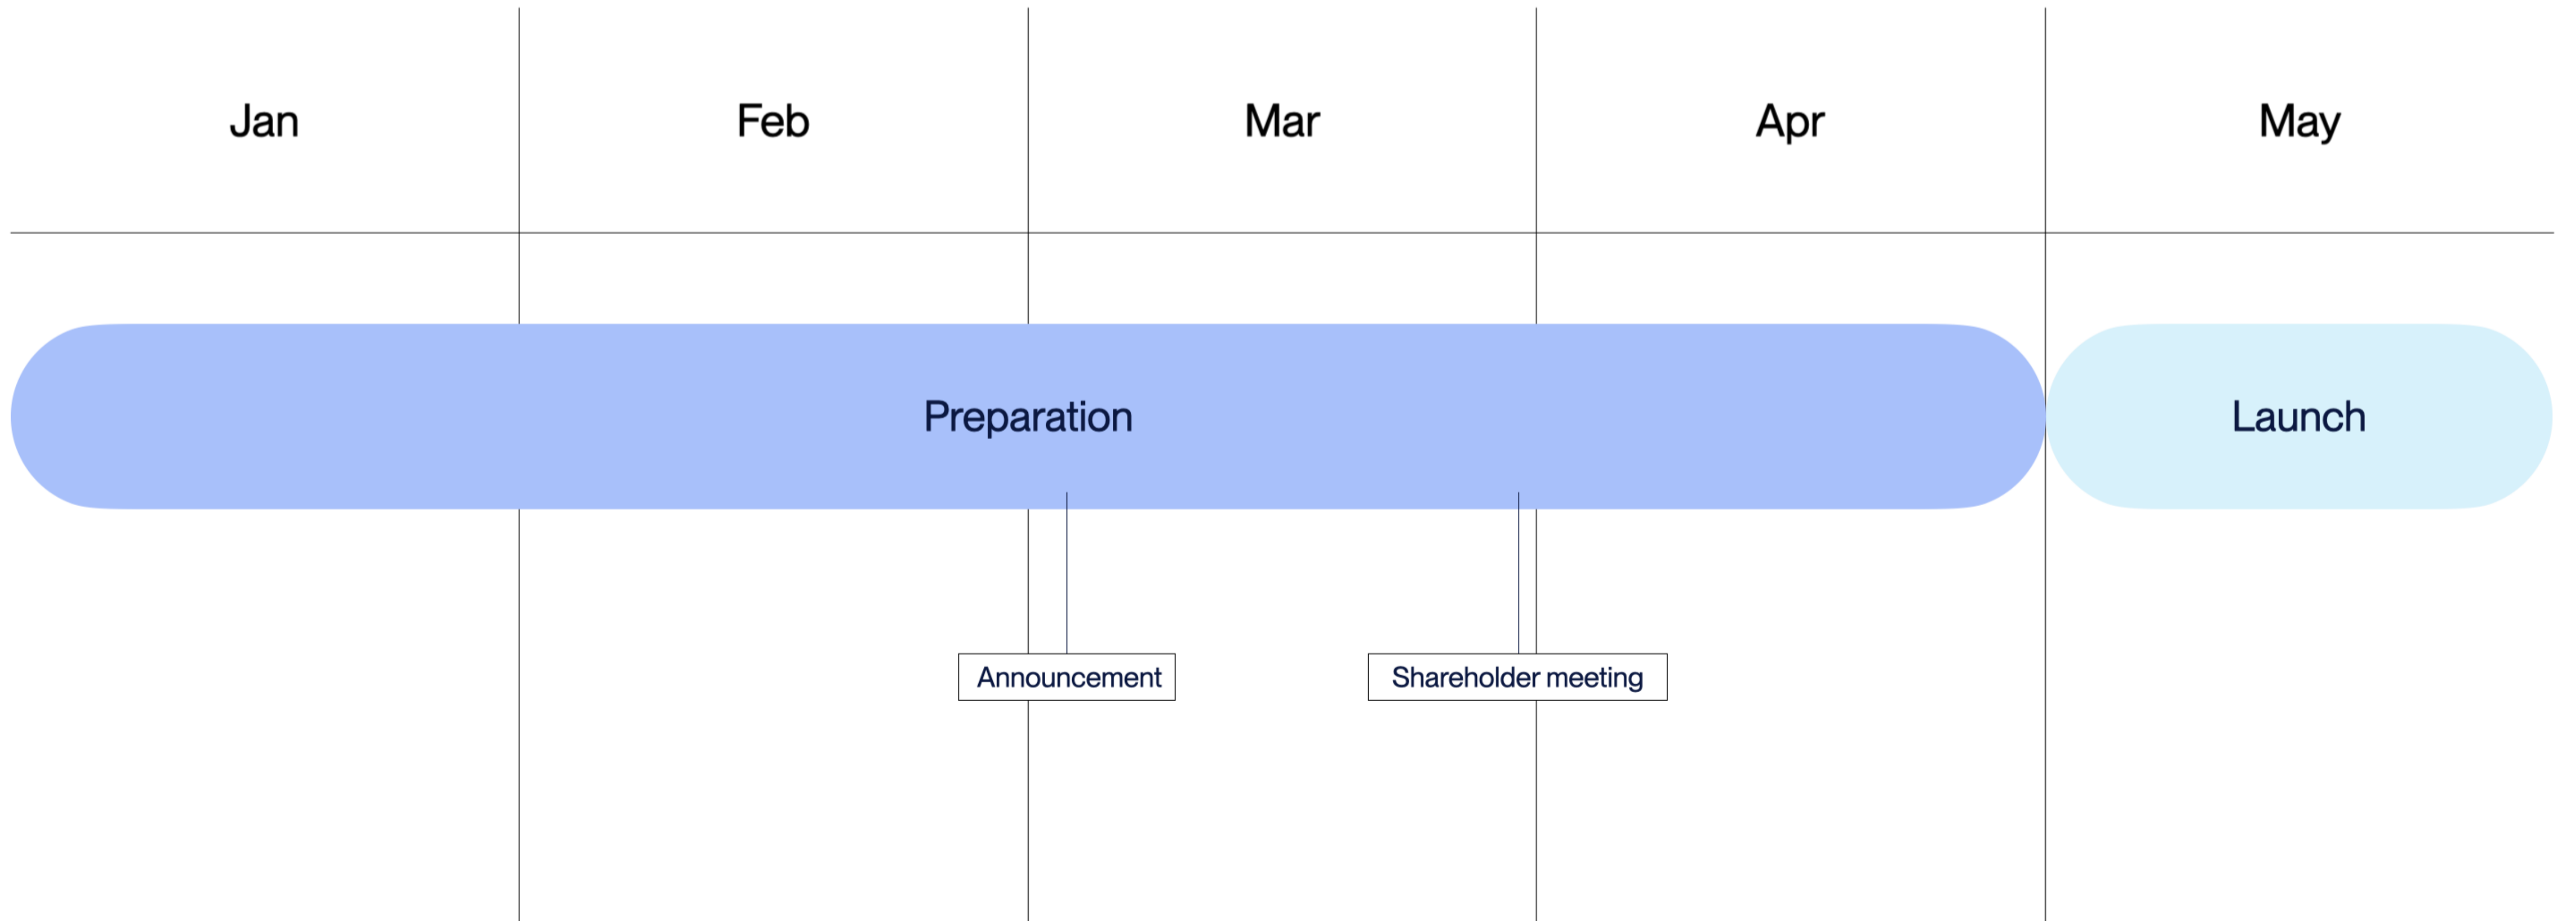 Jan
Feb
Mar
Apr
May
Preparation
Launch
Announcement
Shareholder meeting